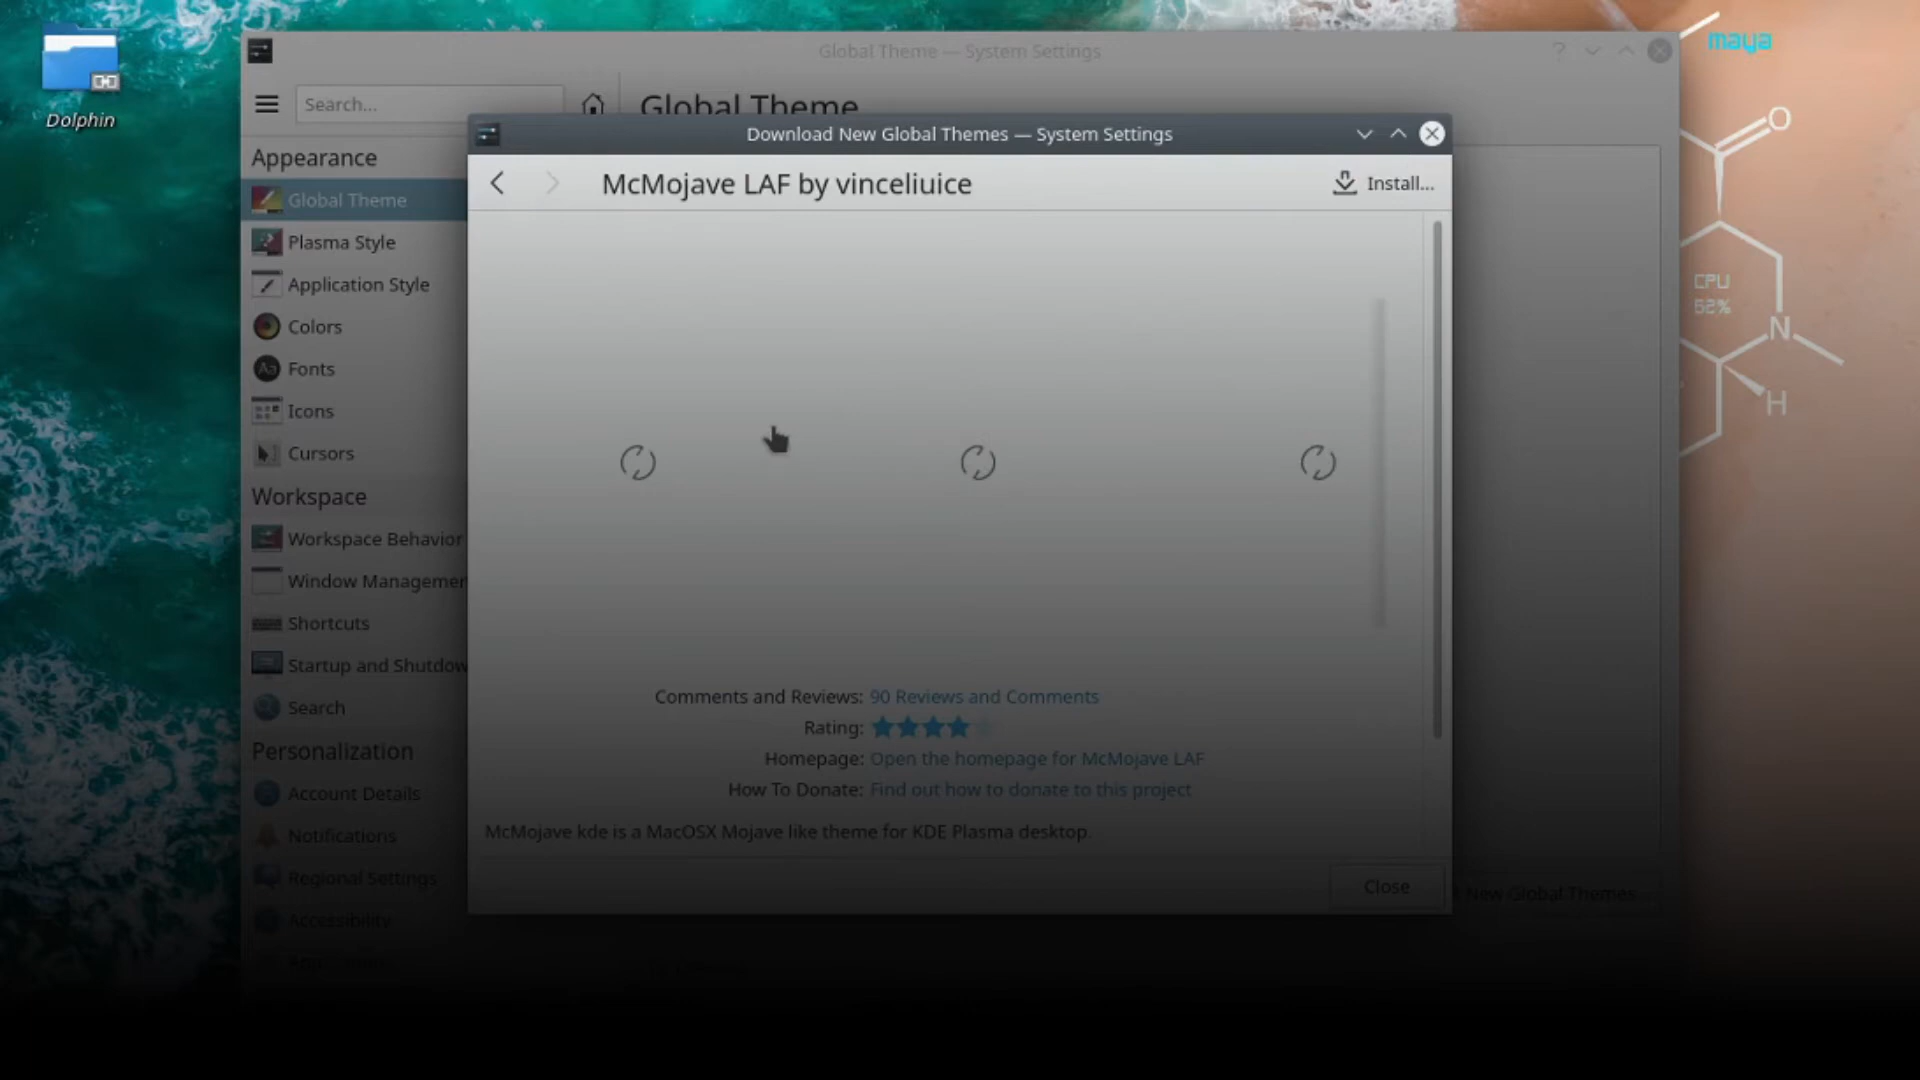 maya
Dolphin
Global Theme — System Settings
Search...
Global Theme
Appearance
Global Theme
Plasma Style
Application Style
Colors
Fonts
Icons
Cursors
Workspace
Workspace Behavior
Window Managemen
Shortcuts
Startup and Shutdow
Search
Personalization
Account Details
Notifications
Regional Settings
Accessibility
Download New Global Themes — System Settings
McMojave LAF by vinceliuice
Install...
Comments and Reviews: 90 Reviews and Comments
Rating:
Homepage: Open the homepage for McMojave LAF
How To Donate: Find out how to donate to this project
McMojave kde is a MacOSX Mojave like theme for KDE Plasma desktop.
Close
New Global Themes...
O
CPU
52%
N
H